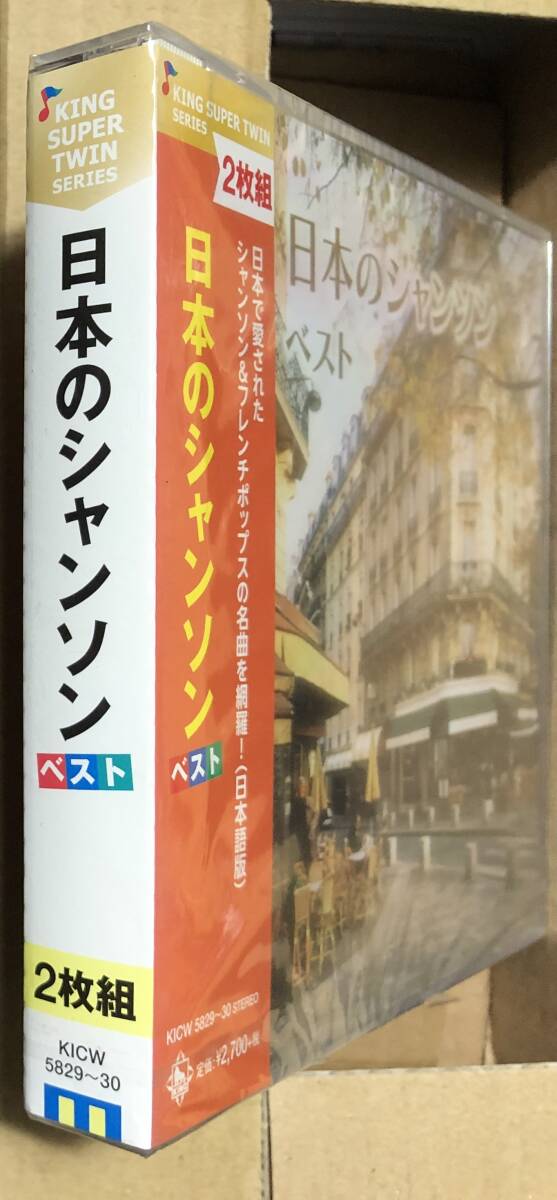 KING
SUPER
TWIN
SERIES
日本のシャンソン
ベスト
2枚組
KICW
5829～30
KING SUPER TWIN
SERIES
2枚組
日本のシャンソン
ベスト
日本で愛された
シャンソン&フレンチポップスの名曲を網羅！(日本語版)
KICW 5829～30 STEREO
定価:¥2,700+税
日本のシャンソン
ベスト